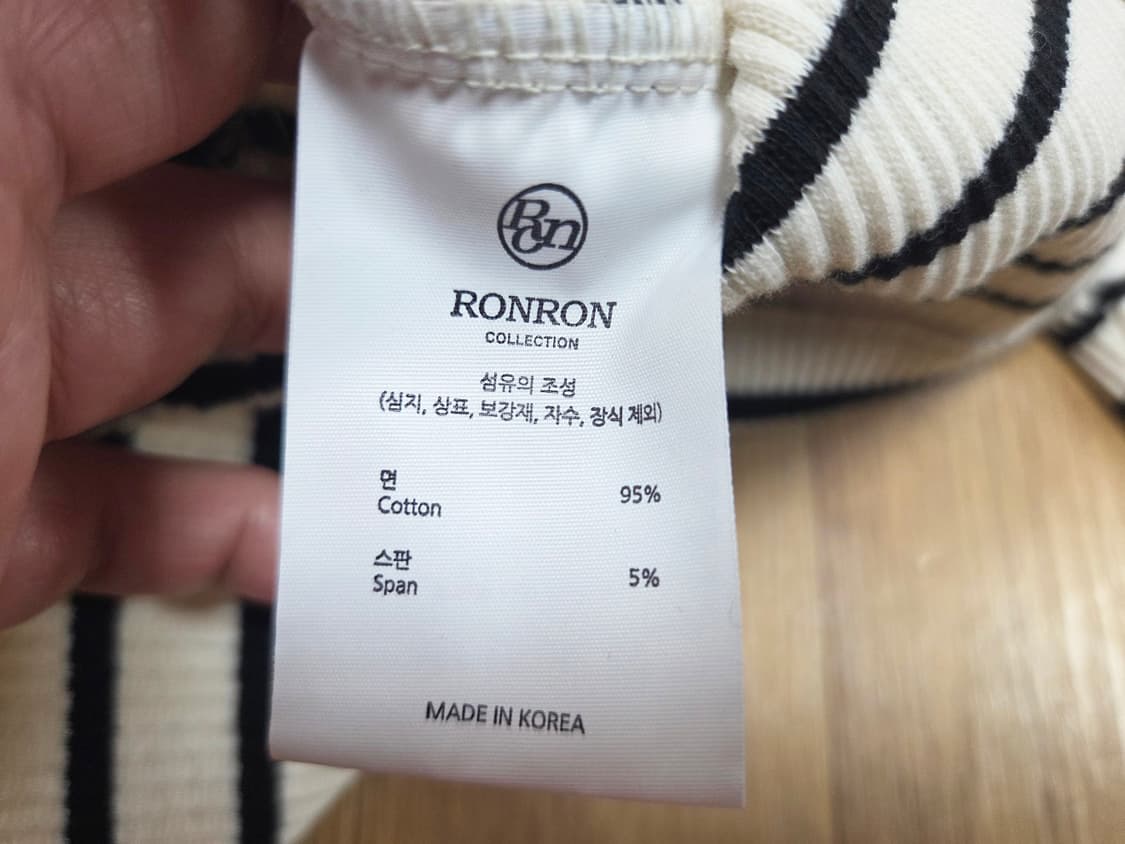 Ron
RONRON
COLLECTION
섬유의 조성
(심지, 상표, 보강재, 자수, 장식 제외)
면
Cotton 95%
스판
Span 5%
MADE IN KOREA